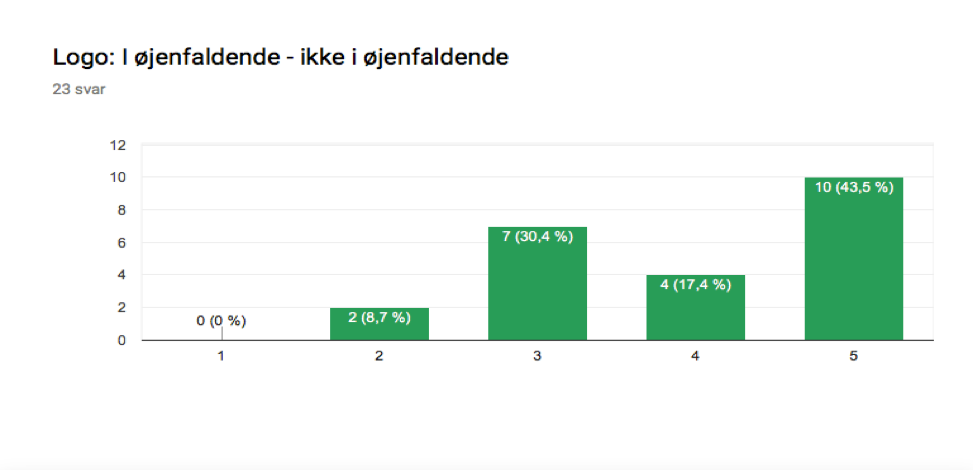 Logo: I øjenfaldende - ikke i øjenfaldende
23 svar
12
10
8
6
4
2
0
0 (0 %)
2 (8,7 %)
7 (30,4 %)
4 (17,4 %)
10 (43,5 %)
1
2
3
4
5